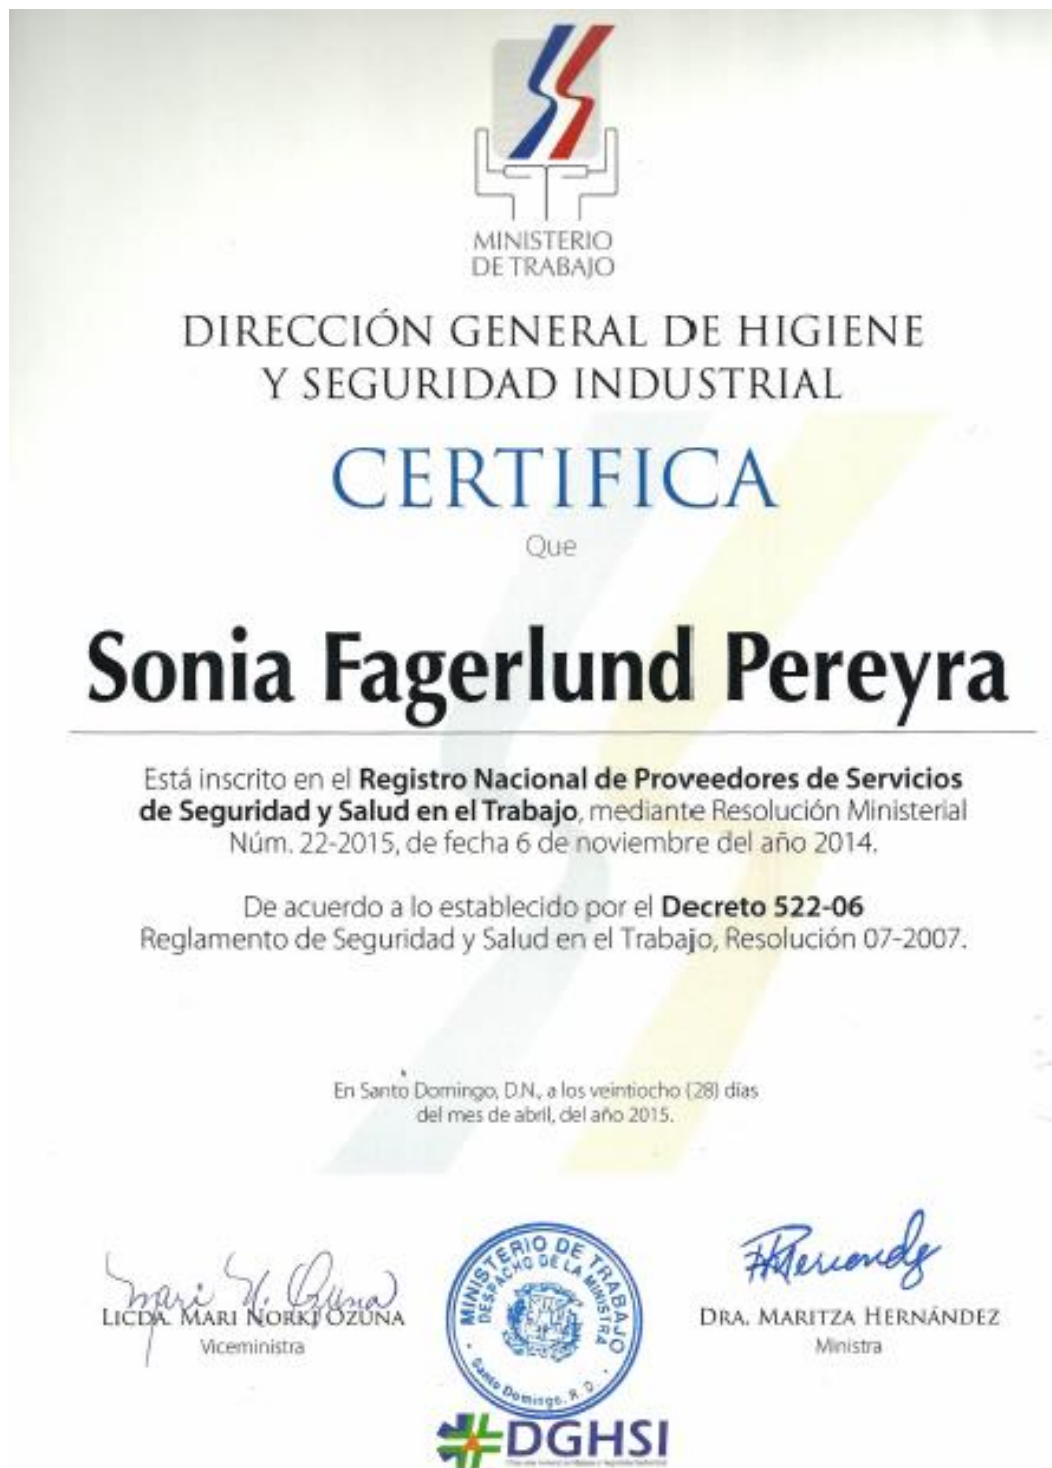 MINISTERIO
DE TRABAJO
DIRECCIÓN GENERAL DE HIGIENE
Y SEGURIDAD INDUSTRIAL
CERTIFICA
Que
Sonia Fagerlund Pereyra
Está inscrito en el Registro Nacional de Proveedores de Servicios
de Seguridad y Salud en el Trabajo, mediante Resolución Ministerial
Núm. 22-2015, de fecha 6 de noviembre del año 2014.
De acuerdo a lo establecido por el Decreto 522-06
Reglamento de Seguridad y Salud en el Trabajo, Resolución 07-2007.
En Santo Domingo, D.N., a los veintiocho (28) días
del mes de abril, del año 2015.
Mari N. Ozuna
LICDA. MARI NORKI OZUNA
Viceministra
MINISTERIO DE TRABAJO
DESPACHO DE LA MINISTRA
Santo Domingo, R. D.
DRA. MARITZA HERNÁNDEZ
Ministra
DGHSI